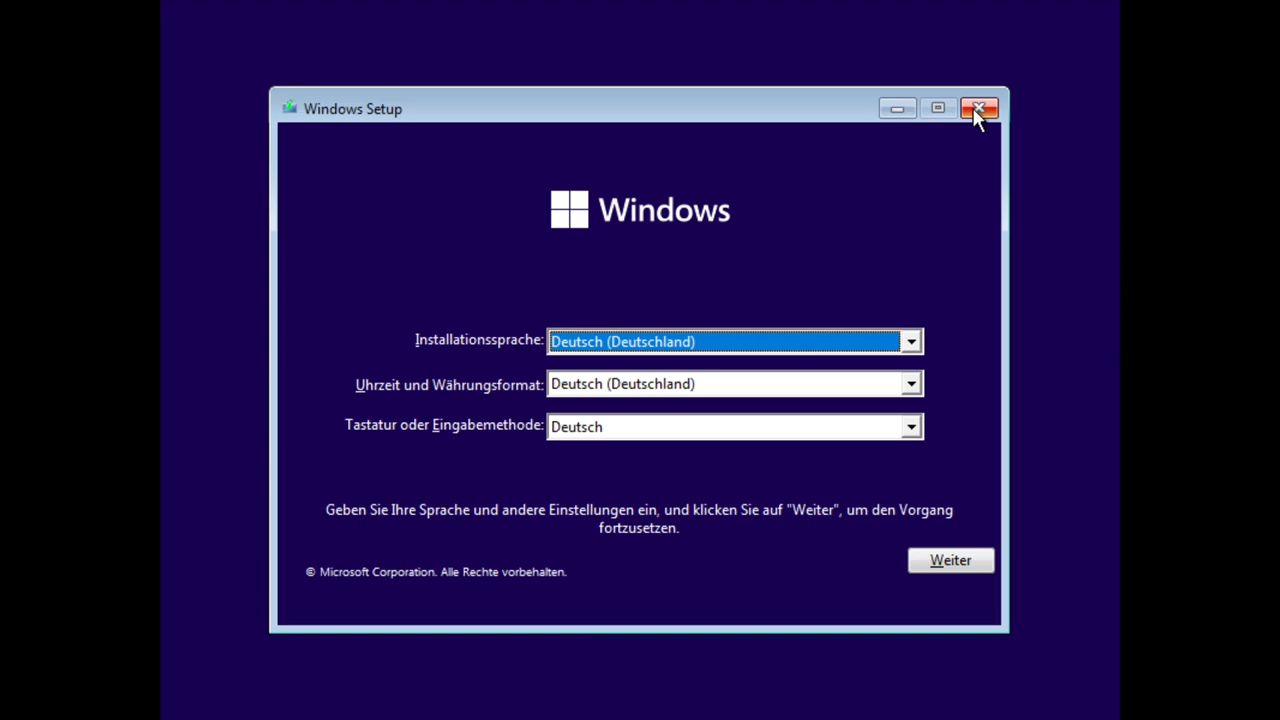 Windows Setup
Windows
Installationssprache: Deutsch (Deutschland)
Uhrzeit und Währungsformat: Deutsch (Deutschland)
Tastatur oder Eingabemethode: Deutsch
Geben Sie Ihre Sprache und andere Einstellungen ein, und klicken Sie auf "Weiter", um den Vorgang
fortzusetzen.
Weiter
© Microsoft Corporation. Alle Rechte vorbehalten.